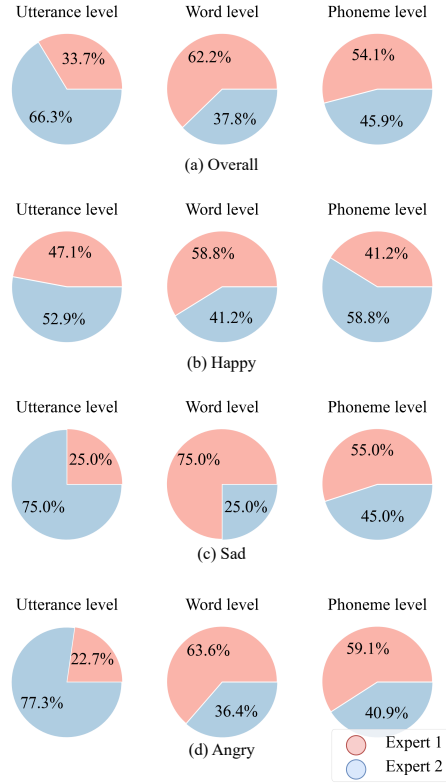 Utterance level Word level Phoneme level
33.7% 62.2% 54.1%
66.3% 37.8% 45.9%
(a) Overall
Utterance level Word level Phoneme level
47.1% 58.8% 41.2%
52.9% 41.2% 58.8%
(b) Happy
Utterance level Word level Phoneme level
25.0% 75.0% 55.0%
75.0% 25.0% 45.0%
(c) Sad
Utterance level Word level Phoneme level
22.7% 63.6% 59.1%
77.3% 36.4% 40.9%
(d) Angry
Expert 1
Expert 2